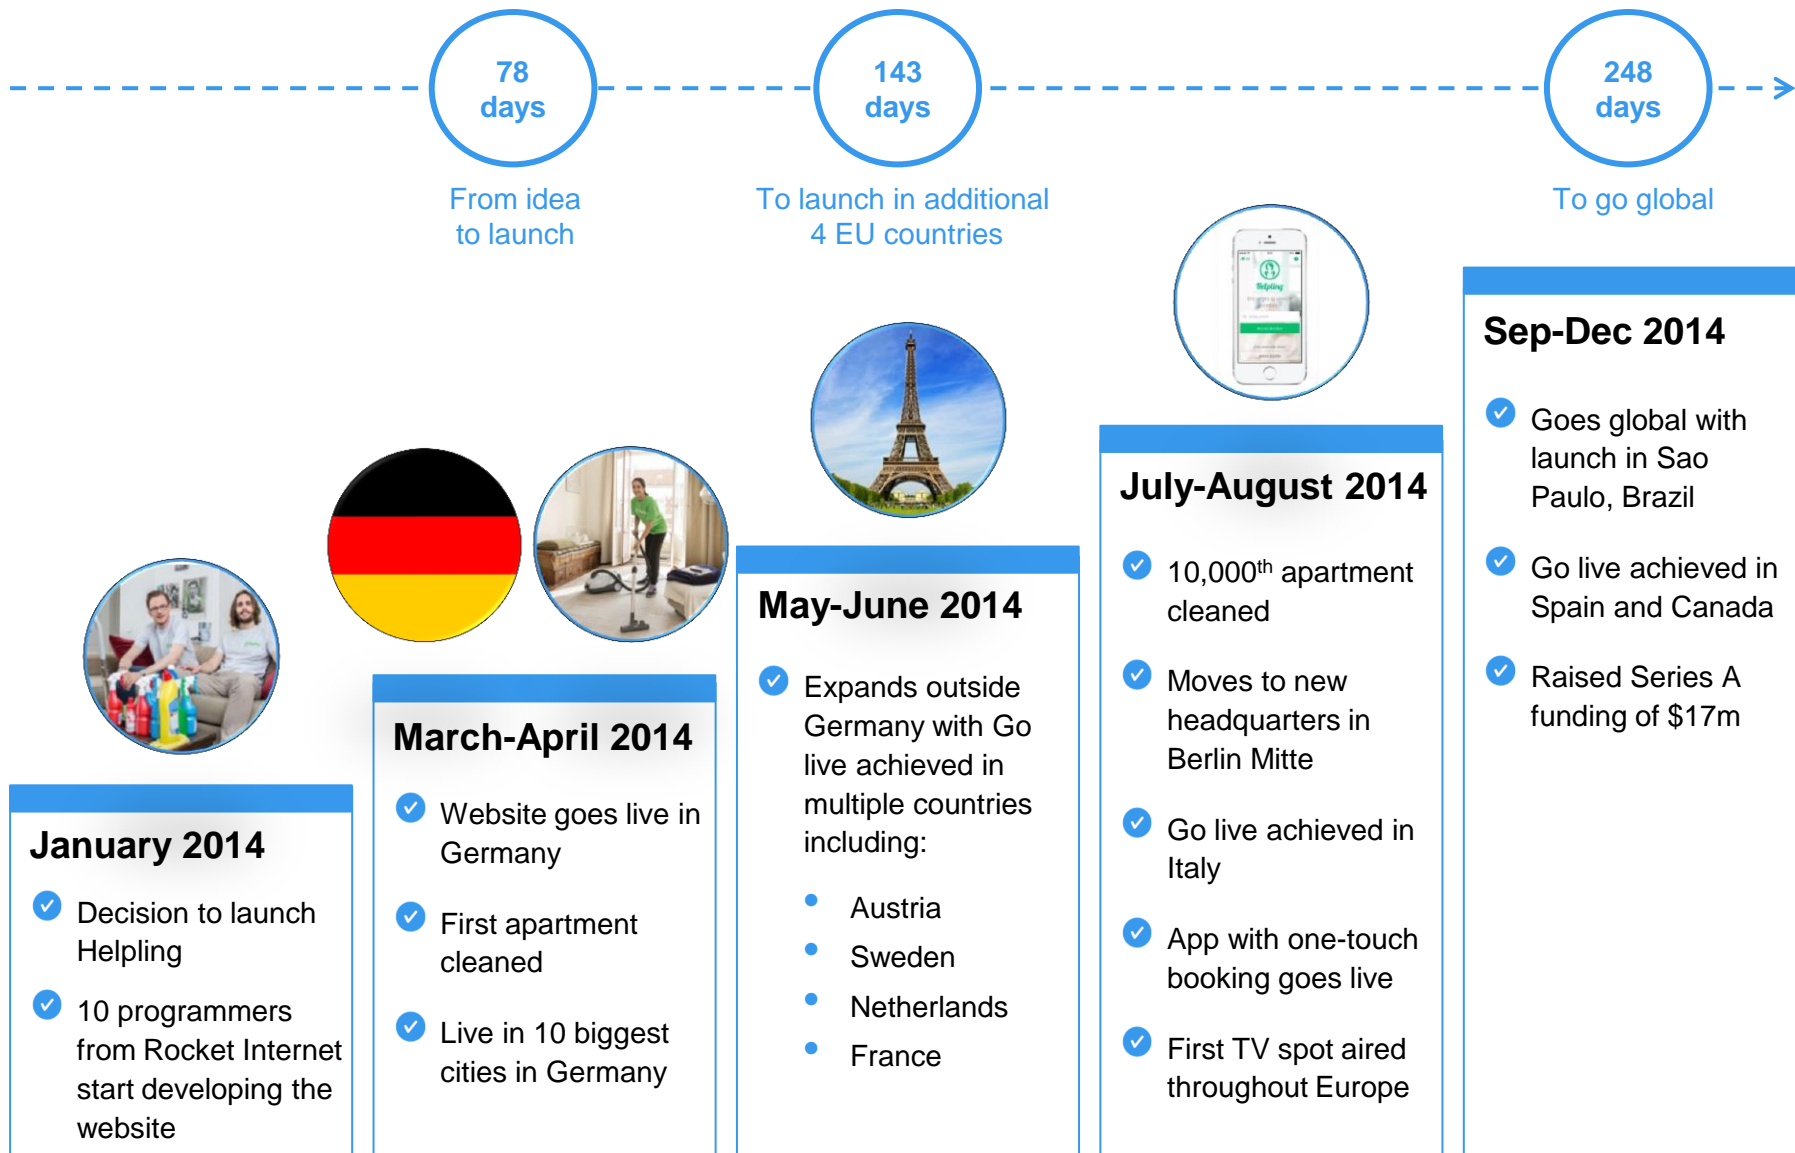 78
days
143
days
248
days
From idea
to launch
To launch in additional
4 EU countries
To go global
Helpling
January 2014
Decision to launch
Helpling
10 programmers
from Rocket Internet
start developing the
website
March-April 2014
Website goes live in
Germany
First apartment
cleaned
Live in 10 biggest
cities in Germany
May-June 2014
Expands outside
Germany with Go
live achieved in
multiple countries
including:
Austria
Sweden
Netherlands
France
July-August 2014
10,000th apartment
cleaned
Moves to new
headquarters in
Berlin Mitte
Go live achieved in
Italy
App with one-touch
booking goes live
First TV spot aired
throughout Europe
Sep-Dec 2014
Goes global with
launch in Sao
Paulo, Brazil
Go live achieved in
Spain and Canada
Raised Series A
funding of $17m